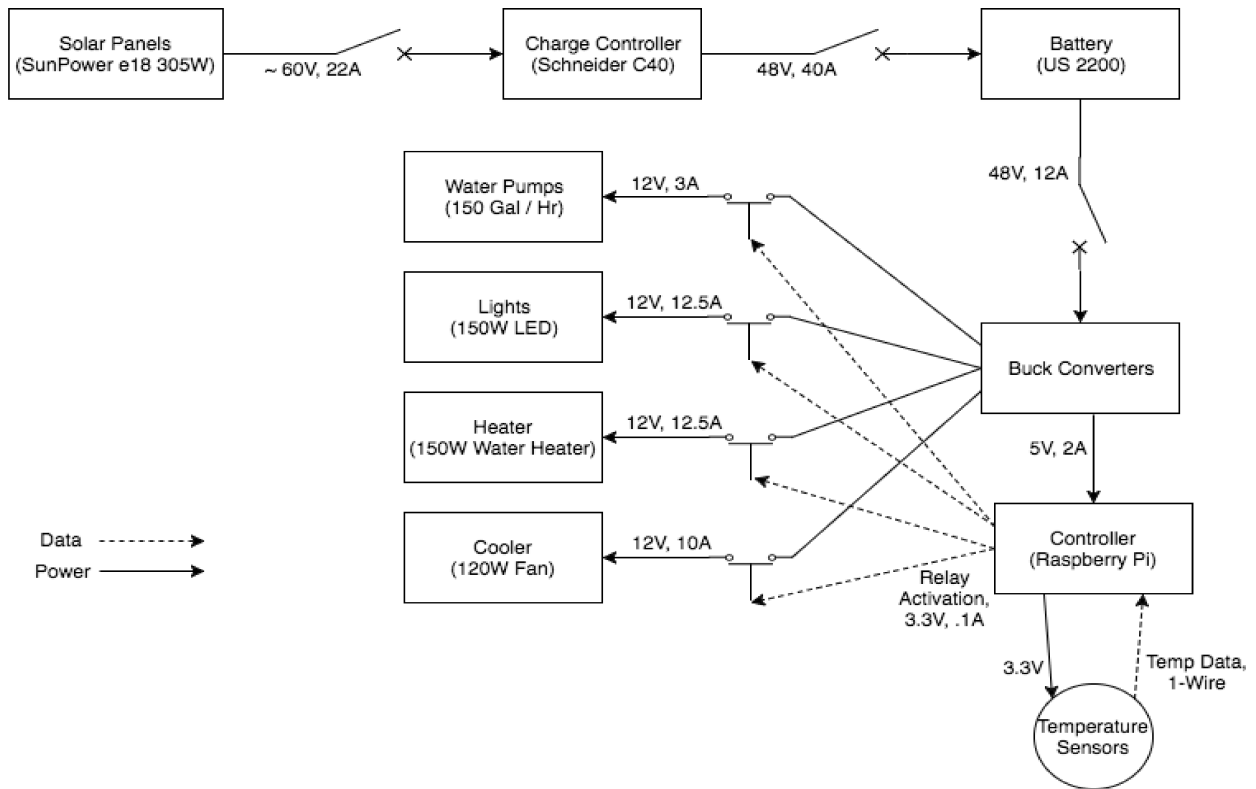 Solar Panels
(SunPower e18 305W)
~ 60V, 22A
Charge Controller
(Schneider C40)
48V, 40A
Battery
(US 2200)
48V, 12A
Water Pumps
(150 Gal / Hr)
12V, 3A
Lights
(150W LED)
12V, 12.5A
Buck Converters
Heater
(150W Water Heater)
12V, 12.5A
5V, 2A
Cooler
(120W Fan)
12V, 10A
Controller
(Raspberry Pi)
Data
Power
Relay
Activation,
3.3V, .1A
3.3V
Temp Data,
1-Wire
Temperature
Sensors